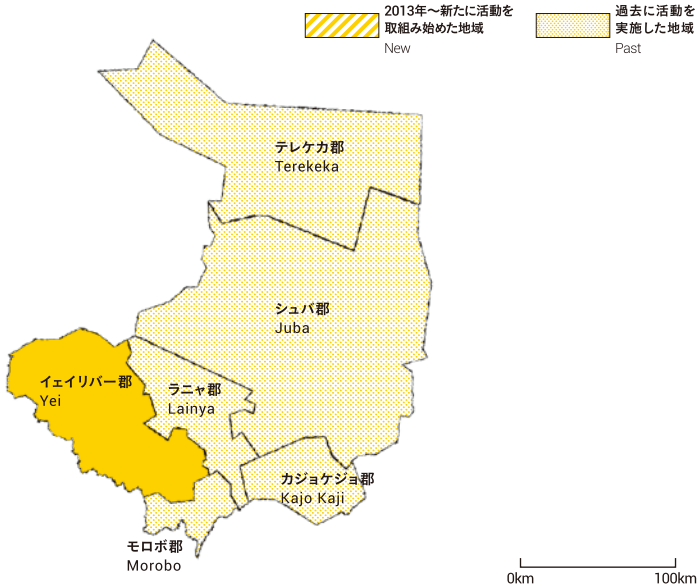 2013年〜新たに活動を
取組み始めた地域
New
過去に活動を
実施した地域
Past
テレケカ郡
Terekeka
シュバ郡
Juba
イェイリバー郡
Yei
ラニャ郡
Lainya
カジョケジョ郡
Kajo Kaji
モロボ郡
Morobo
0km 100km